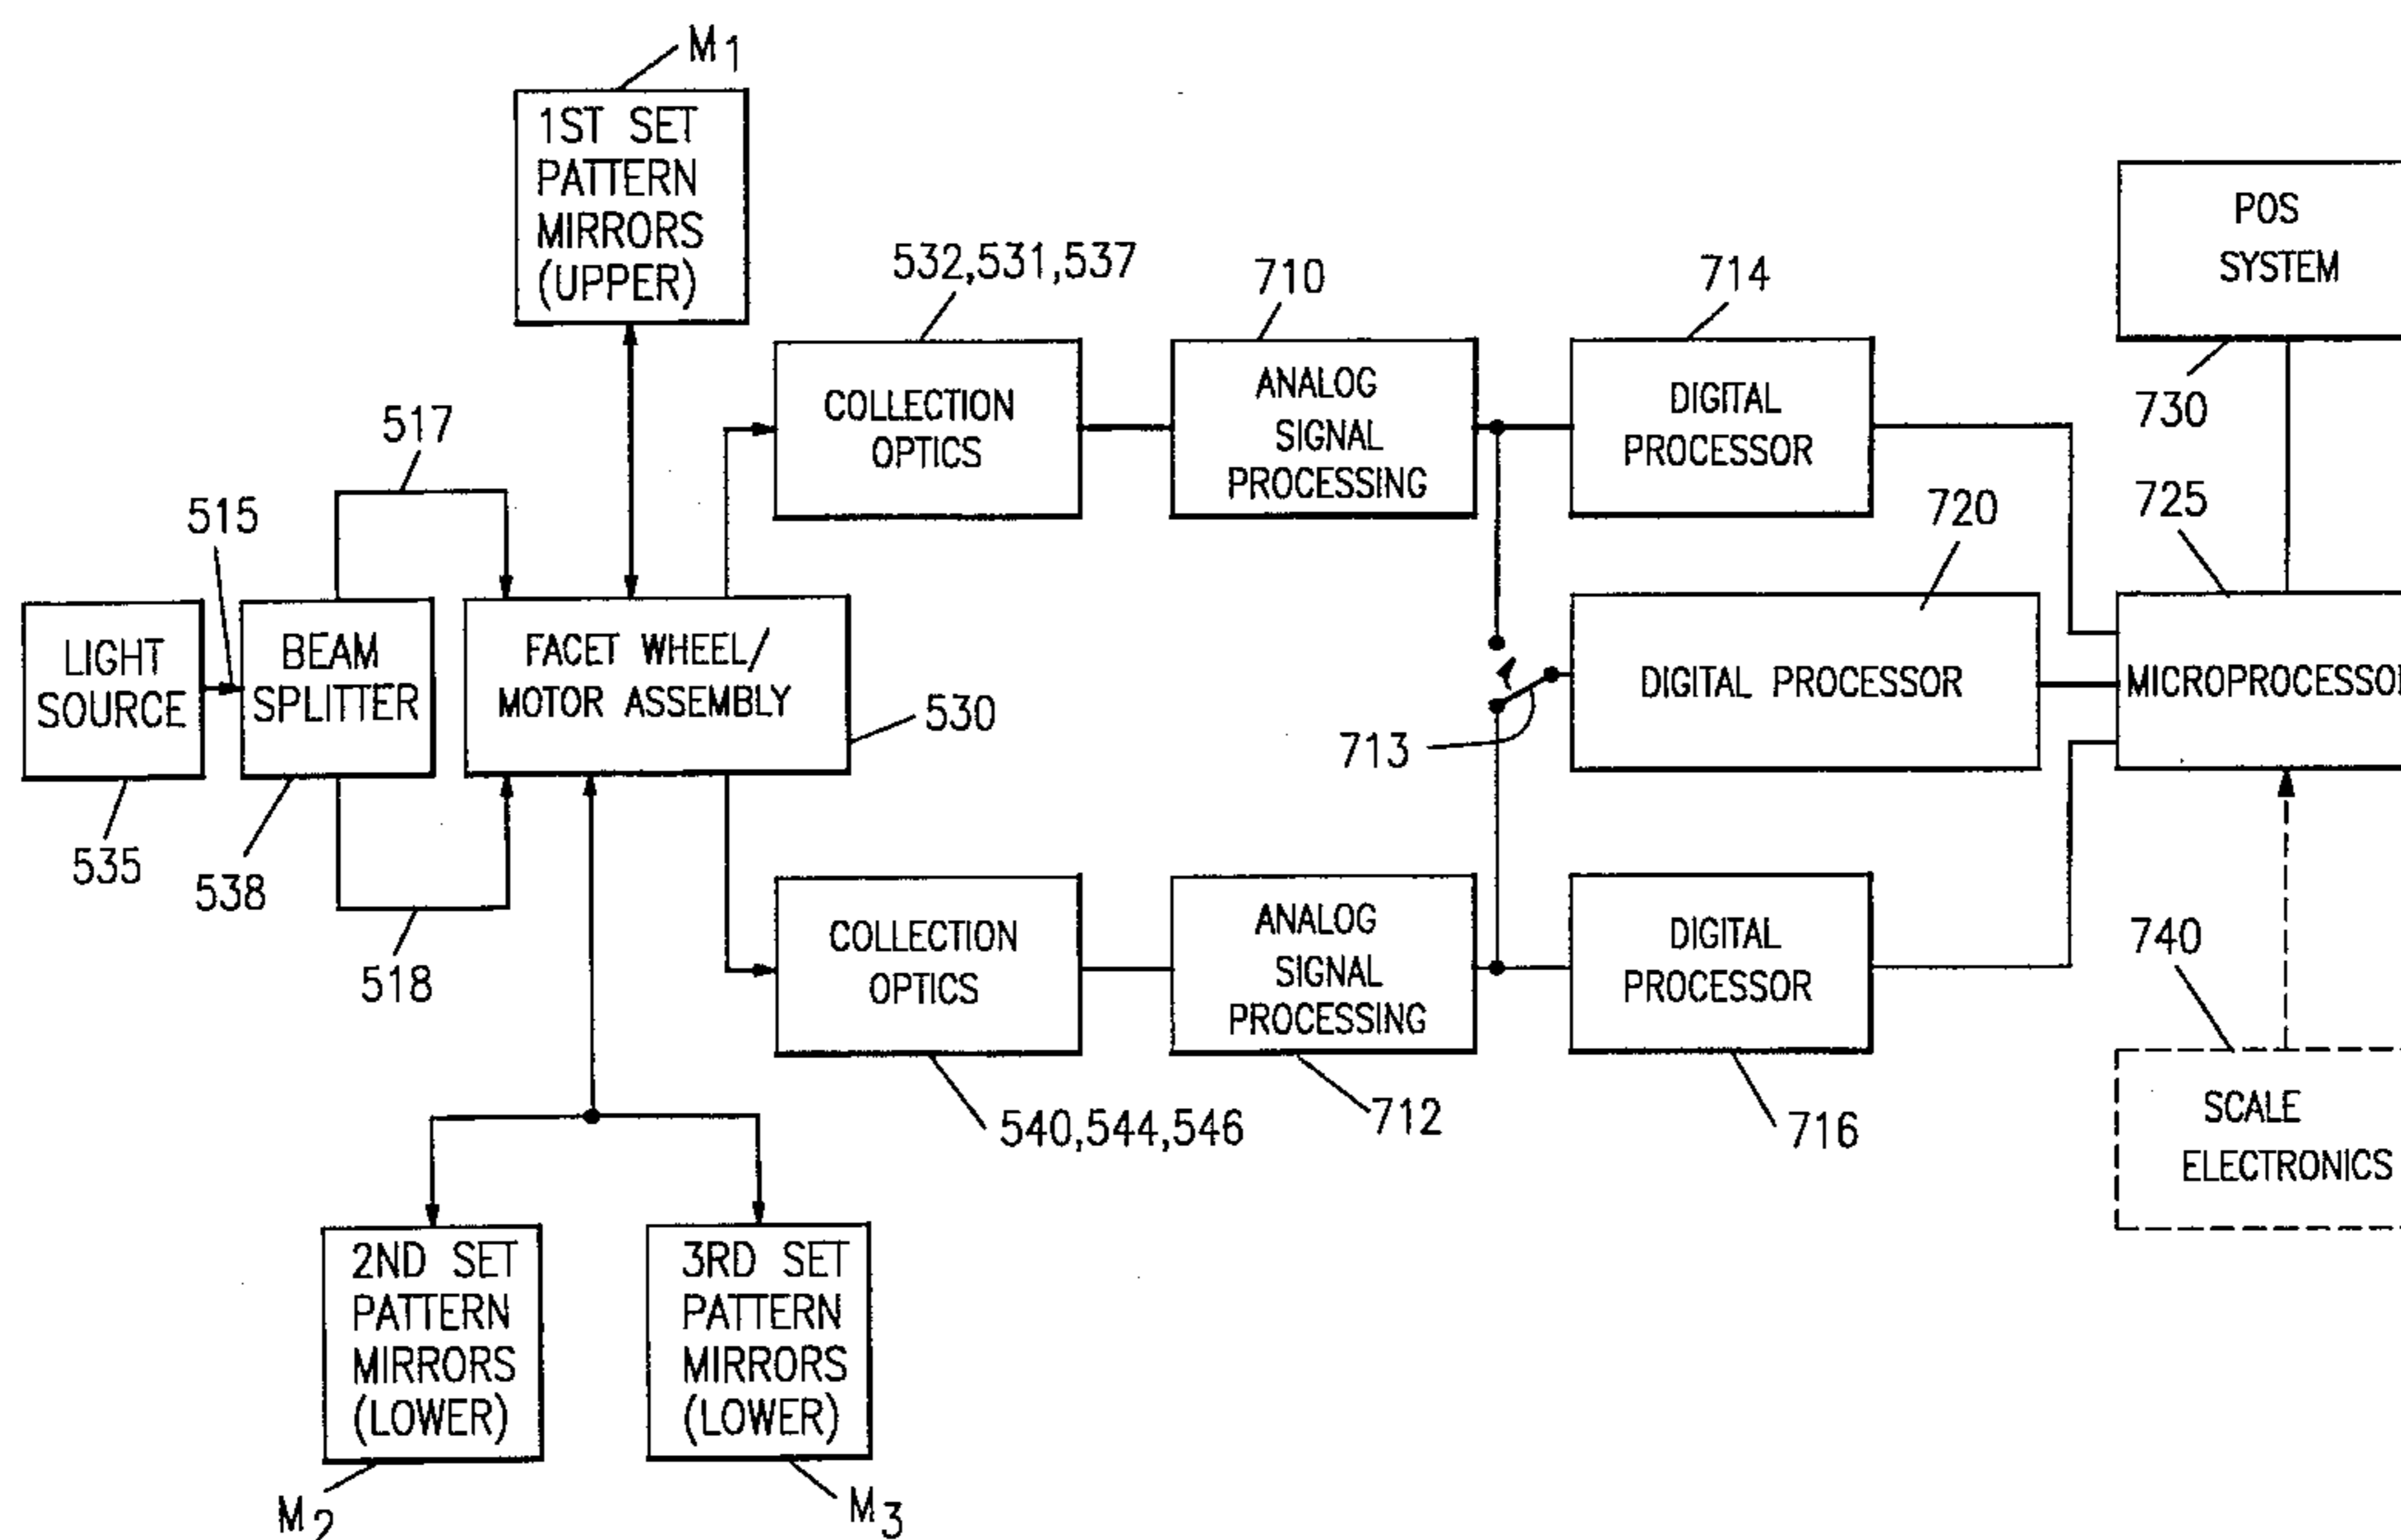 M1
1ST SET
PATTERN
MIRRORS
(UPPER)
532,531,537
710
714
POS
SYSTEM
730
517
515
COLLECTION
OPTICS
ANALOG
SIGNAL
PROCESSING
DIGITAL
PROCESSOR
720
725
LIGHT
SOURCE
BEAM
SPLITTER
FACET WHEEL/
MOTOR ASSEMBLY
530
713
DIGITAL PROCESSOR
MICROPROCESSOR
535
538
518
COLLECTION
OPTICS
ANALOG
SIGNAL
PROCESSING
DIGITAL
PROCESSOR
740
540,544,546
712
716
SCALE
ELECTRONICS
2ND SET
PATTERN
MIRRORS
(LOWER)
3RD SET
PATTERN
MIRRORS
(LOWER)
M2
M3